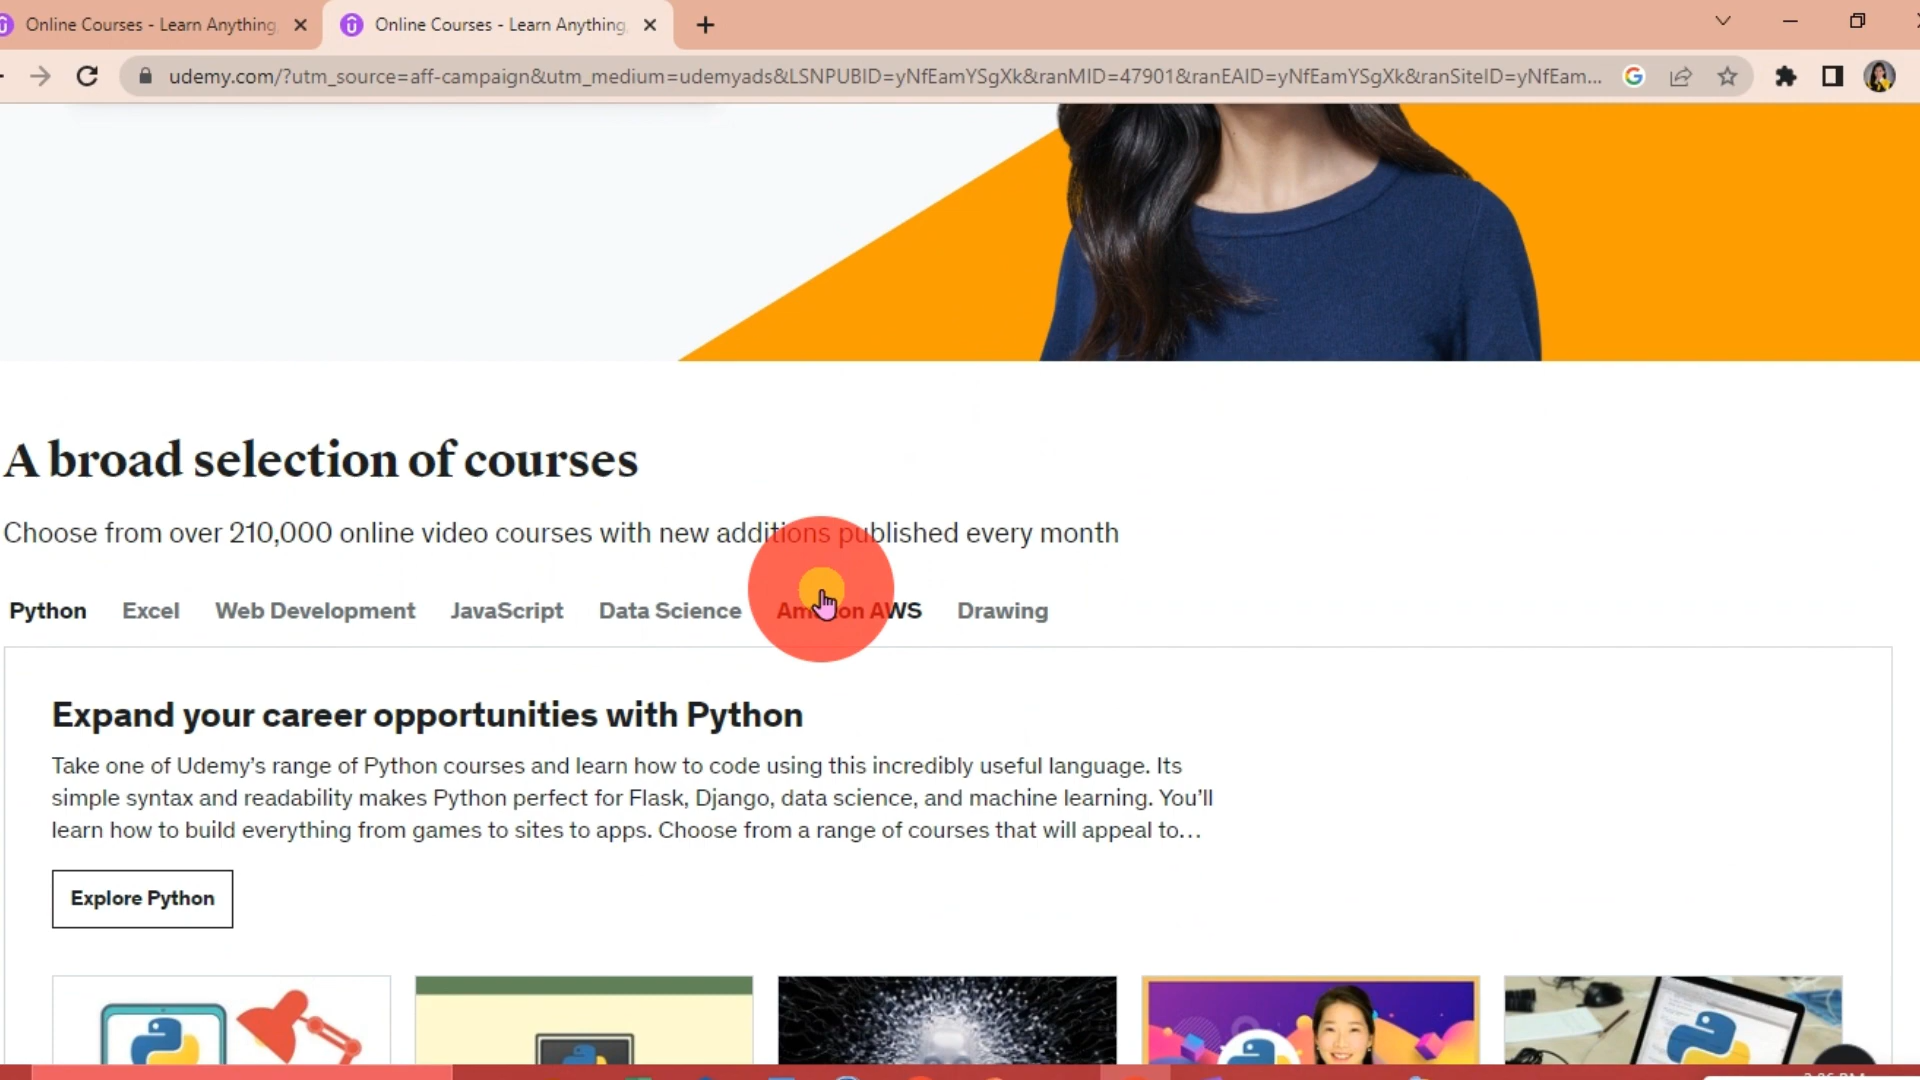 Online Courses - Learn Anything,
Online Courses - Learn Anything,
udemy.com/?utm_source=aff-campaign&utm_medium=udemyads&LSNPUBID=yNfEamYSgXk&ranMID=47901&ranEAID=yNfEamYSgXk&ranSiteID=yNfEam...
A broad selection of courses
Choose from over 210,000 online video courses with new additions published every month
Python Excel Web Development JavaScript Data Science Amazon AWS Drawing
Expand your career opportunities with Python
Take one of Udemy’s range of Python courses and learn how to code using this incredibly useful language. Its
simple syntax and readability makes Python perfect for Flask, Django, data science, and machine learning. You’ll
learn how to build everything from games to sites to apps. Choose from a range of courses that will appeal to...
Explore Python